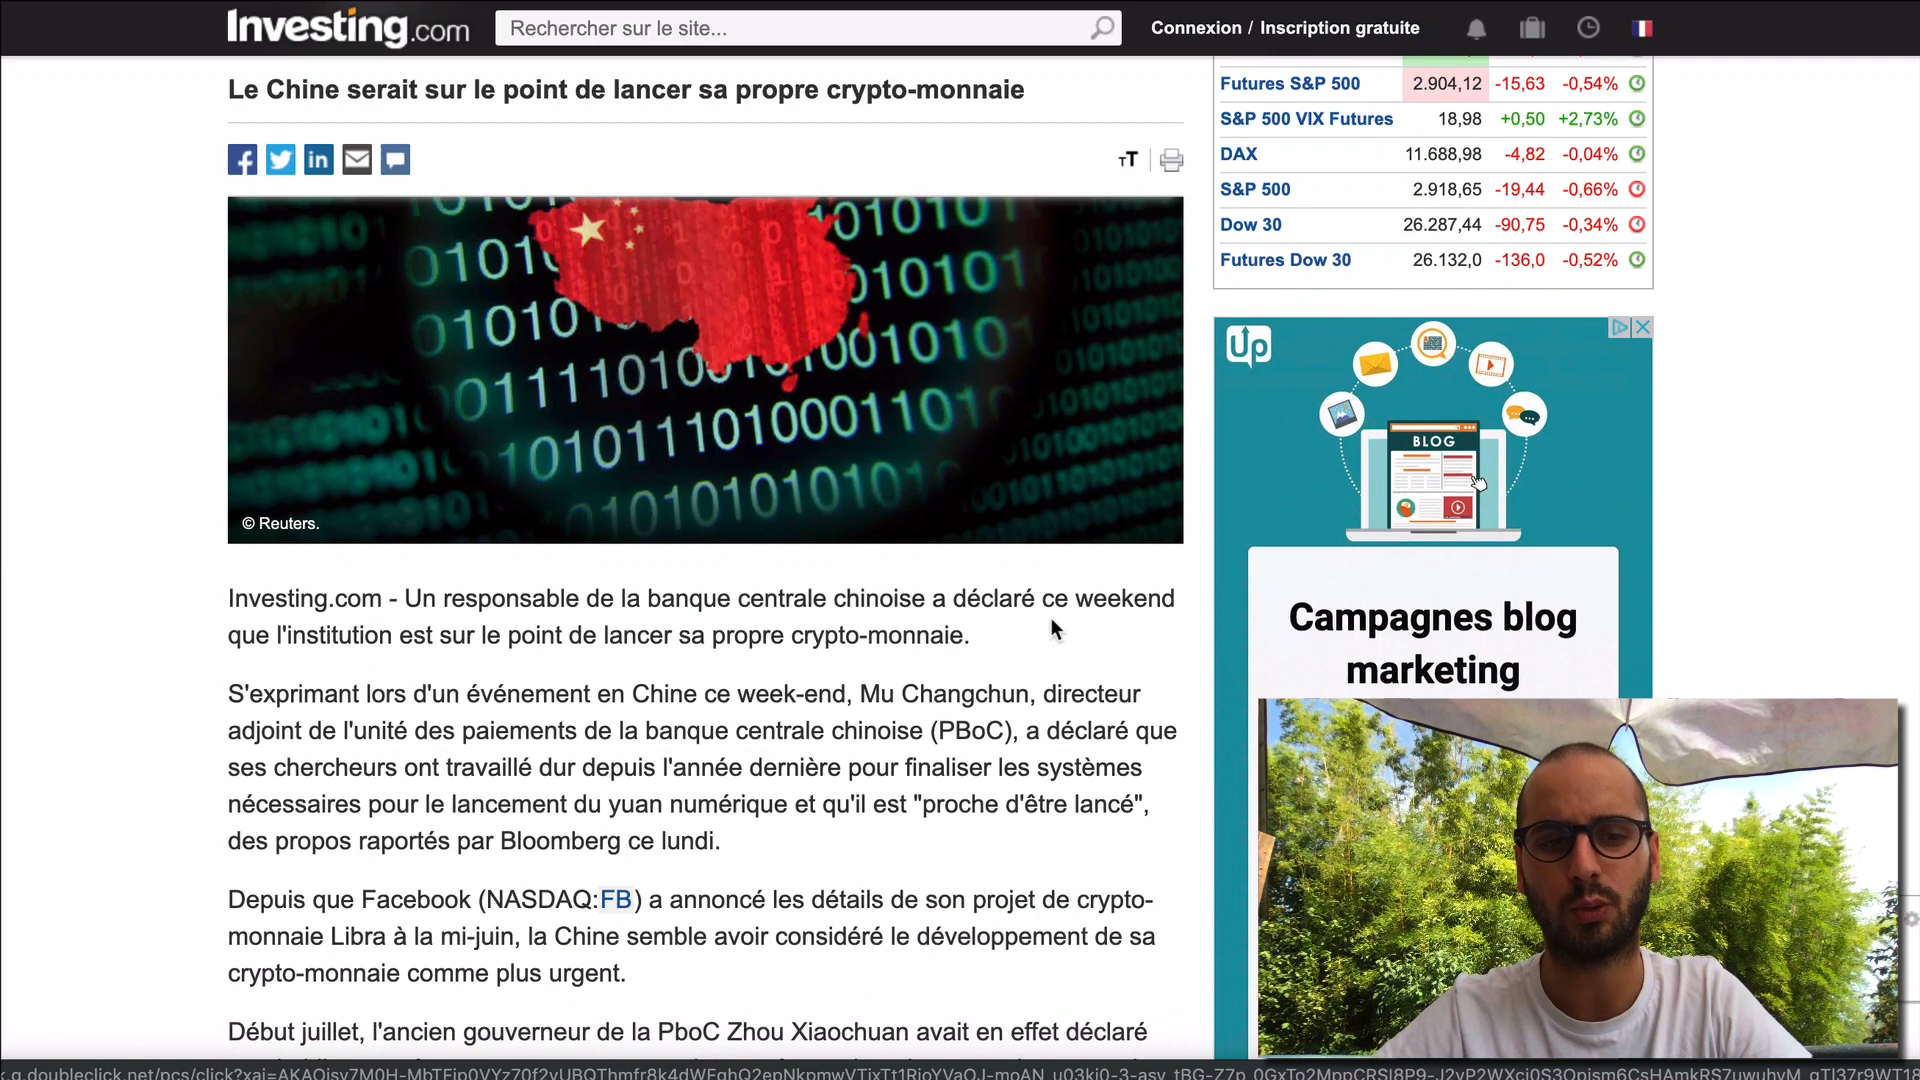 Investing.com
Rechercher sur le site...
Connexion / Inscription gratuite
Le Chine serait sur le point de lancer sa propre crypto-monnaie
Futures S&P 500 2.904,12 -15,63 -0,54%
S&P 500 VIX Futures 18,98 +0,50 +2,73%
DAX 11.688,98 -4,82 -0,04%
S&P 500 2.918,65 -19,44 -0,66%
Dow 30 26.287,44 -90,75 -0,34%
Futures Dow 30 26.132,0 -136,0 -0,52%
TT
© Reuters.
Up
BLOG
Campagnes blog
marketing
Investing.com - Un responsable de la banque centrale chinoise a déclaré ce weekend
que l'institution est sur le point de lancer sa propre crypto-monnaie.
S'exprimant lors d'un événement en Chine ce week-end, Mu Changchun, directeur
adjoint de l'unité des paiements de la banque centrale chinoise (PBoC), a déclaré que
ses chercheurs ont travaillé dur depuis l'année dernière pour finaliser les systèmes
nécessaires pour le lancement du yuan numérique et qu'il est "proche d'être lancé",
des propos raportés par Bloomberg ce lundi.
Depuis que Facebook (NASDAQ:FB) a annoncé les détails de son projet de crypto-
monnaie Libra à la mi-juin, la Chine semble avoir considéré le développement de sa
crypto-monnaie comme plus urgent.
Début juillet, l'ancien gouverneur de la PboC Zhou Xiaochuan avait en effet déclaré